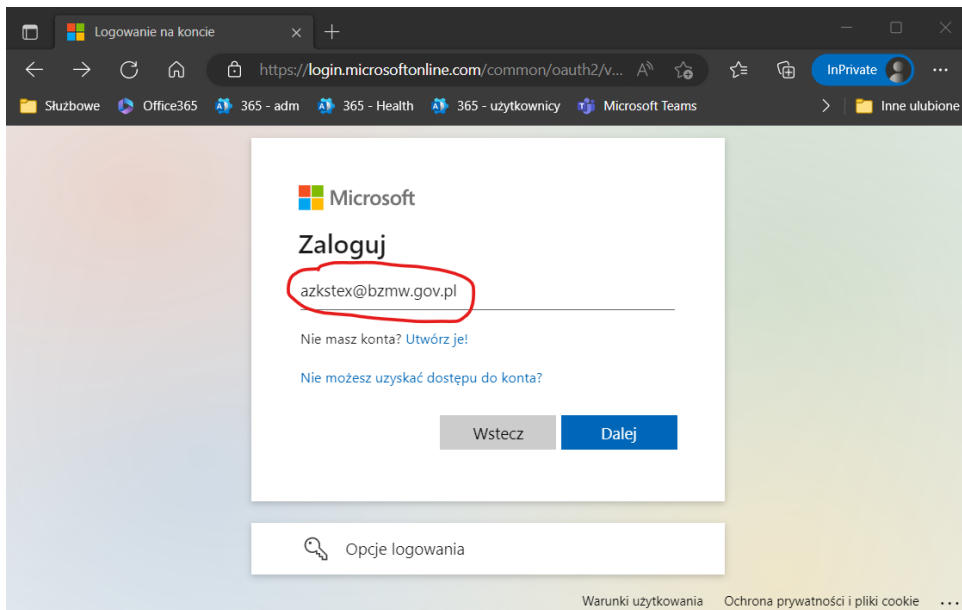 Logowanie na koncie
https://login.microsoftonline.com/common/oauth2/v... A
InPrivate
Służbowe Office365 365 - adm 365 - Health 365 - użytkownicy Microsoft Teams Inne ulubione
Microsoft
Zaloguj
azkstex@bzmw.gov.pl
Nie masz konta? Utwórz je!
Nie możesz uzyskać dostępu do konta?
Wstecz Dalej
Opcje logowania
Warunki użytkowania Ochrona prywatności i pliki cookie ...